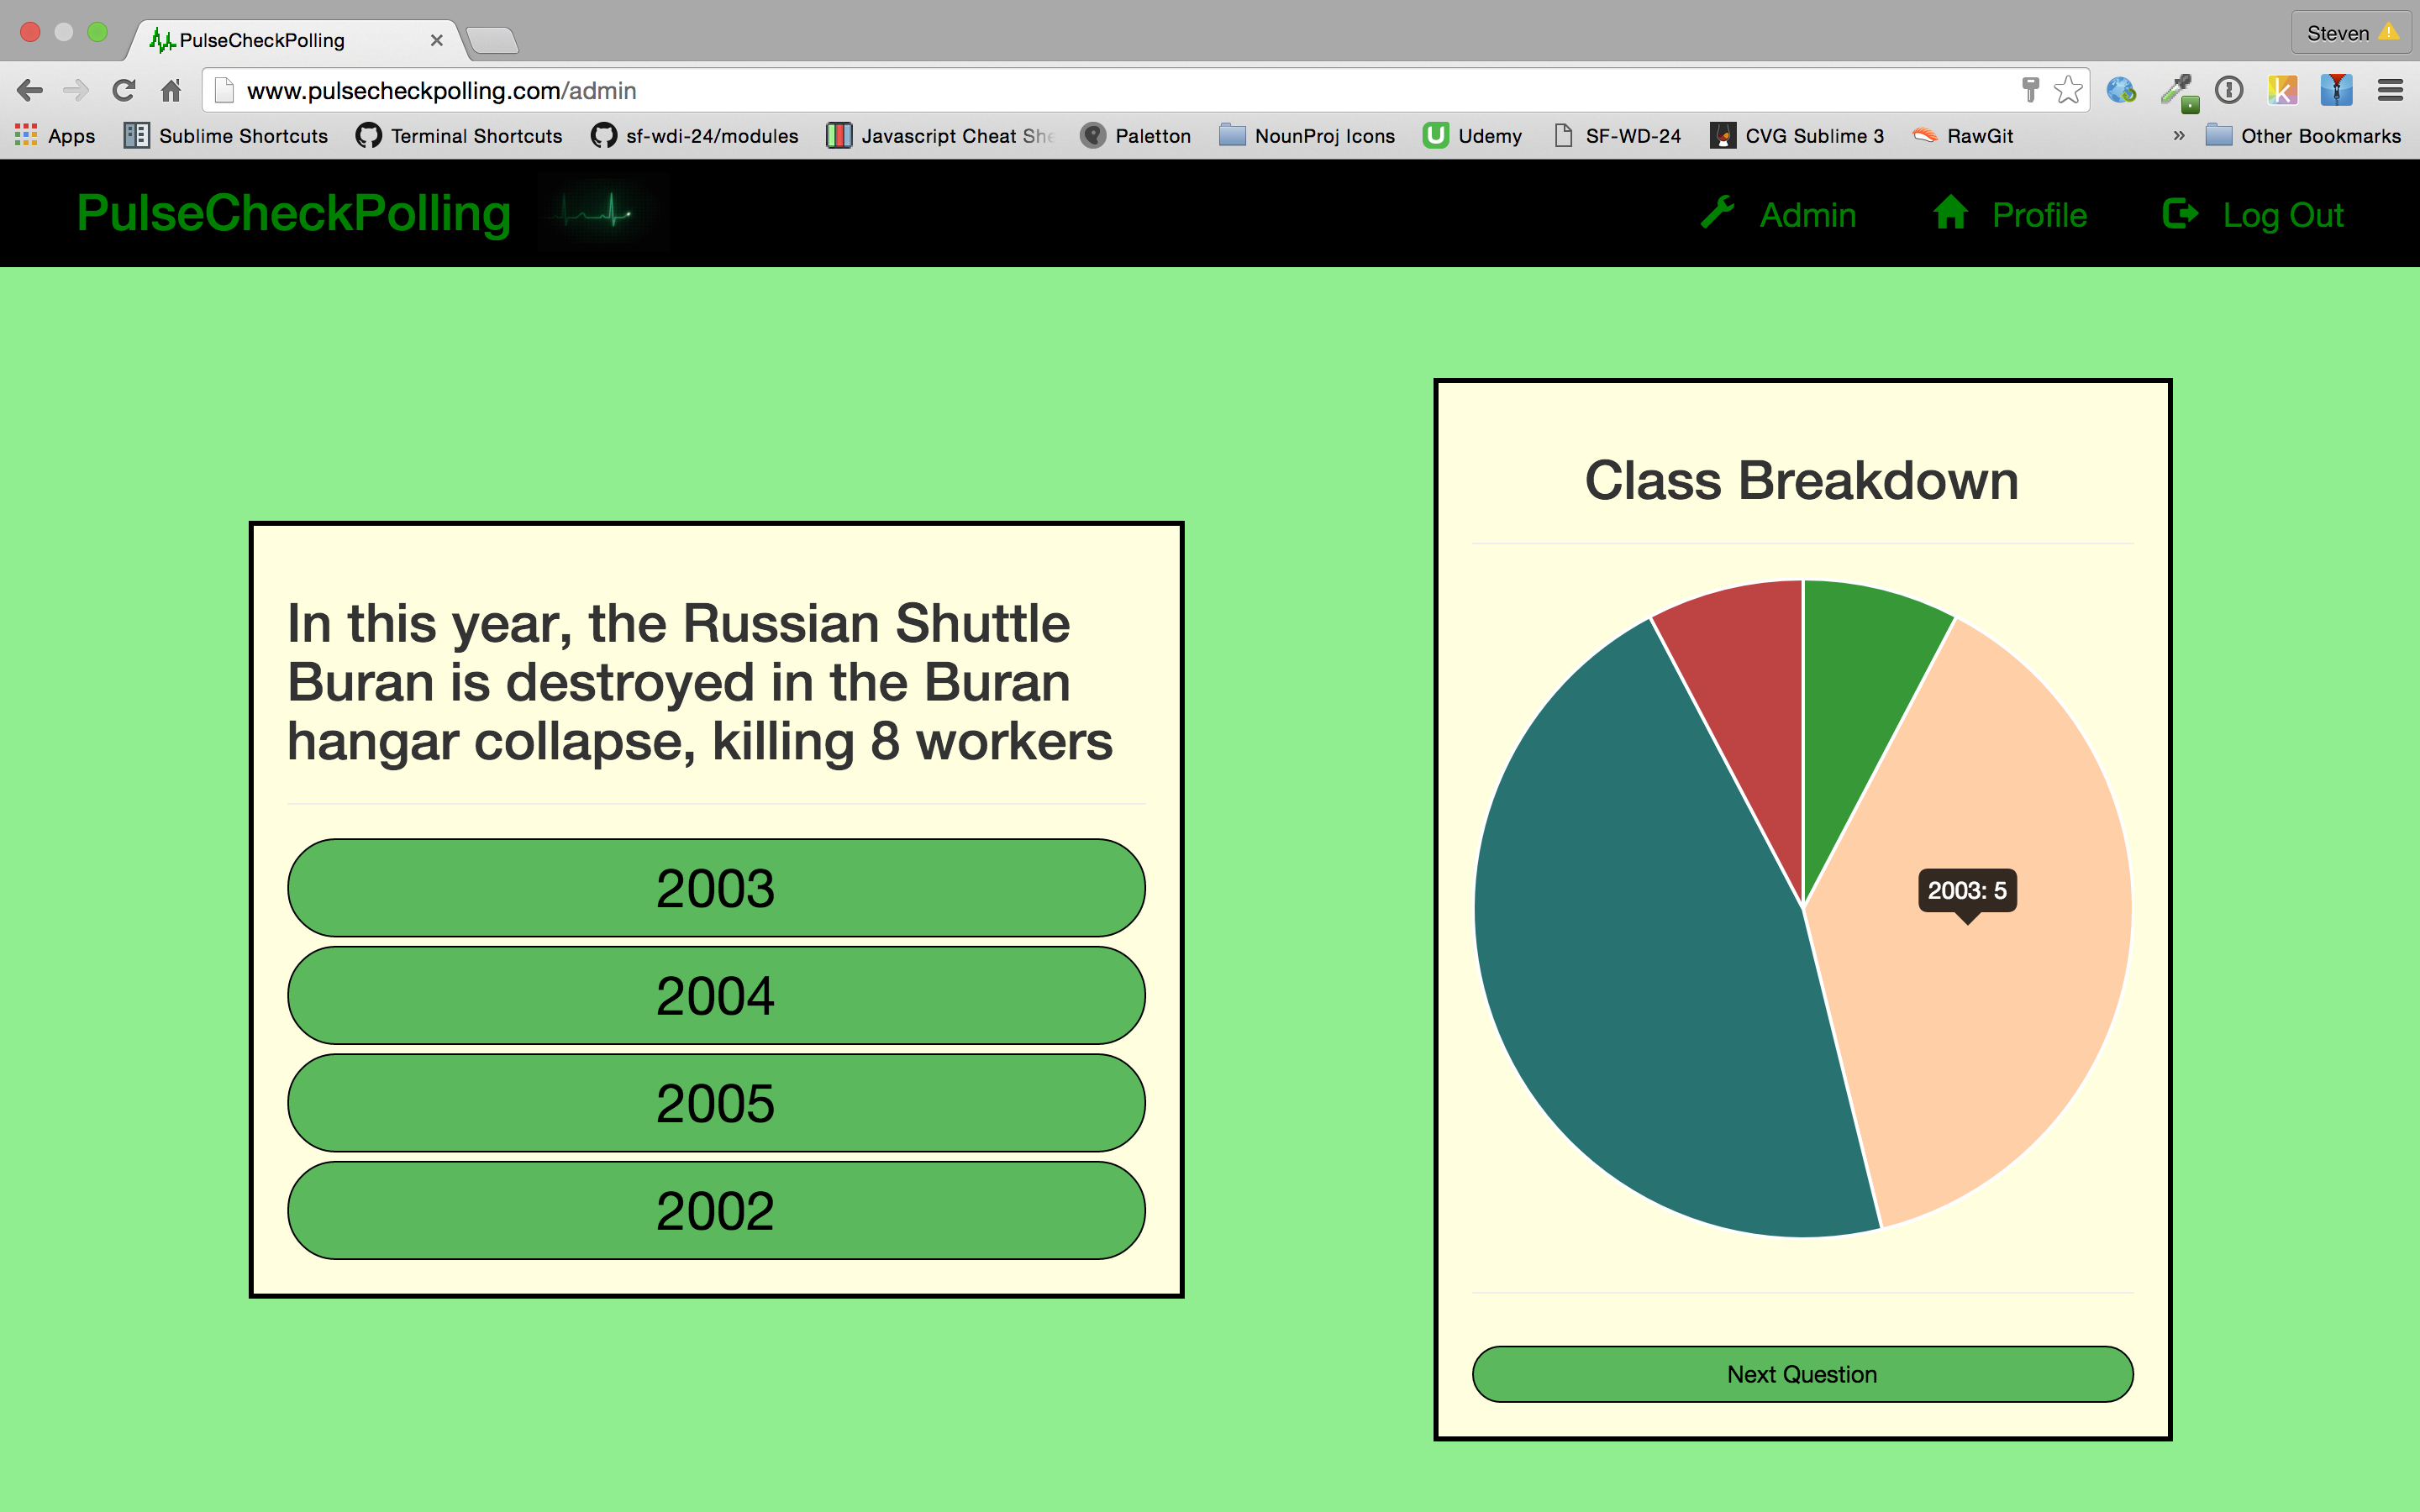 PulseCheckPolling
Steven
www.pulsecheckpolling.com/admin
Apps
Sublime Shortcuts
Terminal Shortcuts
sf-wdi-24/modules
Javascript Cheat She
Paletton
NounProj Icons
Udemy
SF-WD-24
CVG Sublime 3
RawGit
»
Other Bookmarks
PulseCheckPolling
Admin
Profile
Log Out
In this year, the Russian Shuttle
Buran is destroyed in the Buran
hangar collapse, killing 8 workers
2003
2004
2005
2002
Class Breakdown
2003: 5
Next Question